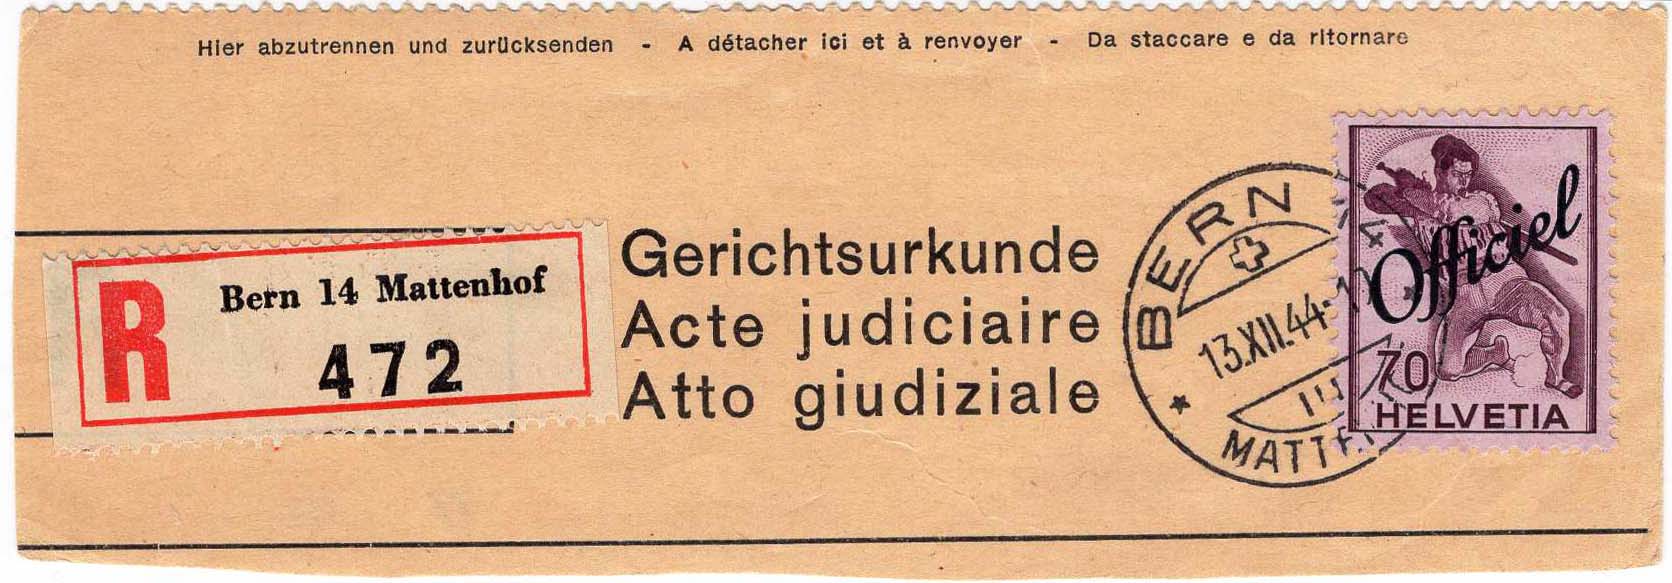 Hier abzutrennen und zurücksenden - A détacher ici et à renvoyer - Da staccare e da ritornare
R
Bern 14 Mattenhof
472
Gerichtsurkunde
Acte judiciaire
Atto giudiziale
BERN
13.XII.44
Officiel
70
HELVETIA